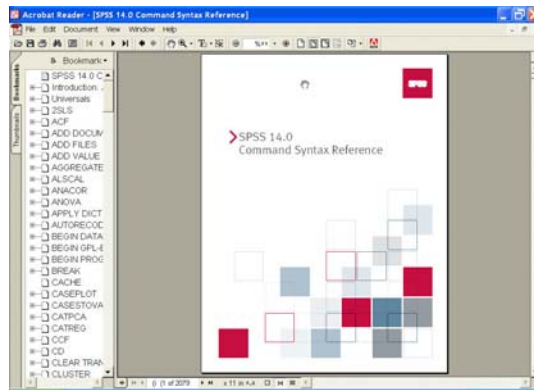 Acrobat Reader - [SPSS 14.0 Command Syntax Reference]
File Edit Document View Window Help
Bookmark
Bookmarks
Thumbnails
SPSS 14.0 C
Introduction.
Universals
2SLS
ACF
ADD DOCUM
ADD FILES
ADD VALUE
AGGREGATE
ALSCAL
ANACOR
ANOVA
APPLY DICT
AUTORECOD
BEGIN DATA
BEGIN GPL-E
BEGIN PROG
BREAK
CACHE
CASEPLOT
CASESTOVA
CATPCA
CATREG
CCF
CD
CLEAR TRAN
CLUSTER
SPSS
SPSS 14.0
Command Syntax Reference
(1 of 2079